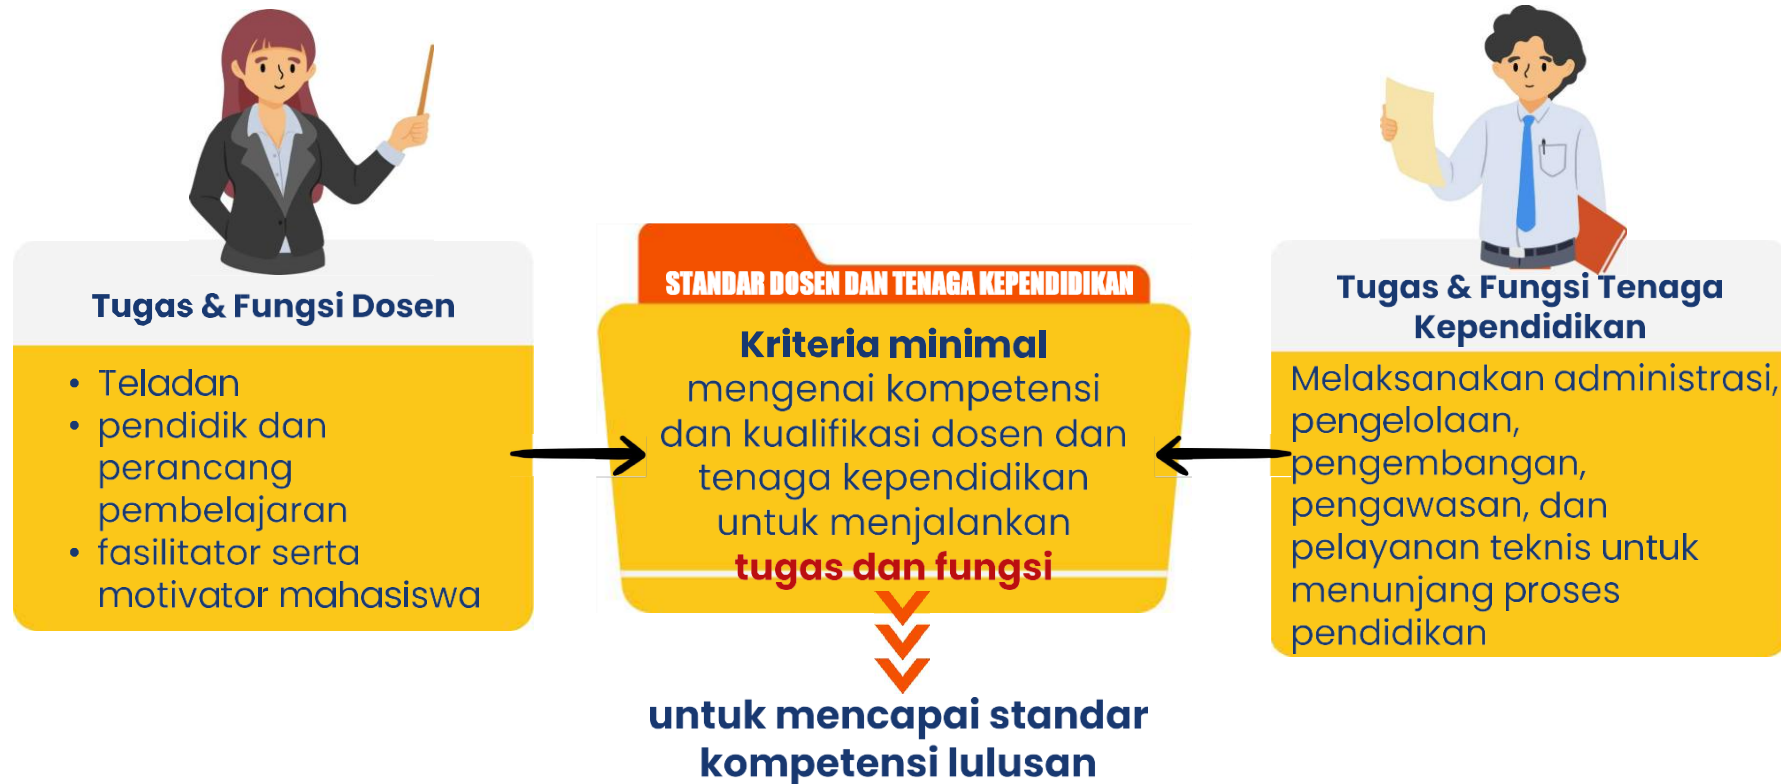 Tugas & Fungsi Dosen
• Teladan
• pendidik dan
perancang
pembelajaran
• fasilitator serta
motivator mahasiswa
STANDAR DOSEN DAN TENAGA KEPENDIDIKAN
Kriteria minimal
mengenai kompetensi
dan kualifikasi dosen dan
tenaga kependidikan
untuk menjalankan
tugas dan fungsi
untuk mencapai standar
kompetensi lulusan
Tugas & Fungsi Tenaga
Kependidikan
Melaksanakan administrasi,
pengelolaan,
pengembangan,
pengawasan, dan
pelayanan teknis untuk
menunjang proses
pendidikan